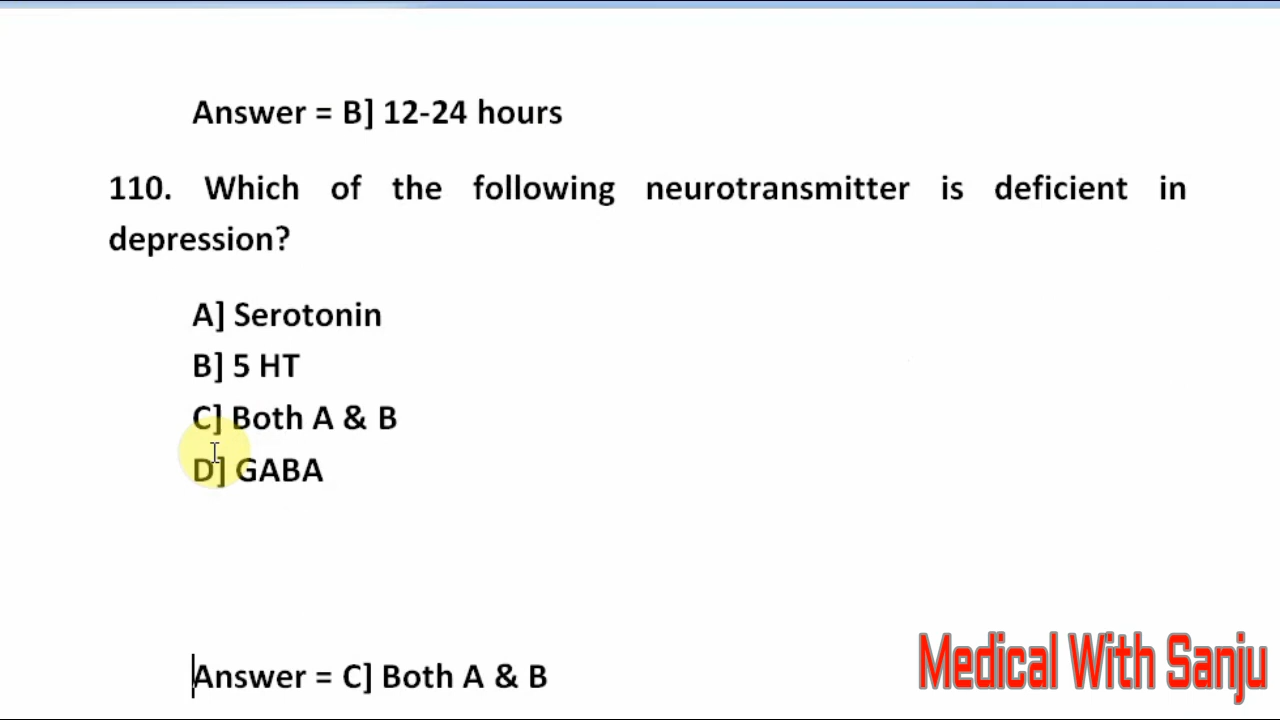 Answer = B] 12-24 hours
110. Which of the following neurotransmitter is deficient in
depression?
A] Serotonin
B] 5 HT
C] Both A & B
D] GABA
Answer = C] Both A & B
Medical With Sanju